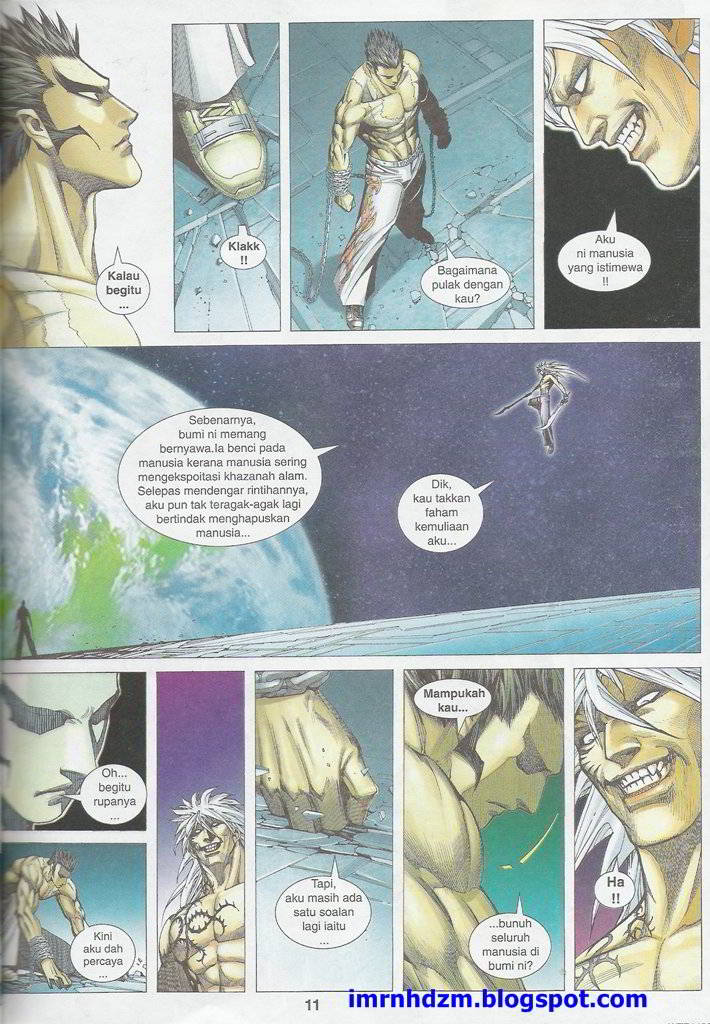 Kalau
begitu
...
Klakk
!!
Bagaimana
pulak dengan
kau?
Aku
ni manusia
yang istimewa
!!
Sebenarnya,
bumi ni memang
bernyawa.Ia benci pada
manusia kerana manusia sering
mengekspoitasi khazanah alam.
Selepas mendengar rintihannya,
aku pun tak teragak-agak lagi
bertindak menghapuskan
manusia...
Dik,
kau takkan
faham
kemuliaan
aku...
Oh...
begitu
rupanya
...
Kini
aku dah
percaya
...
Tapi,
aku masih ada
satu soalan
lagi iaitu
...
Mampukah
kau...
...bunuh
seluruh
manusia di
bumi ni?
Ha
!!
11
imrnhdzm.blogspot.com